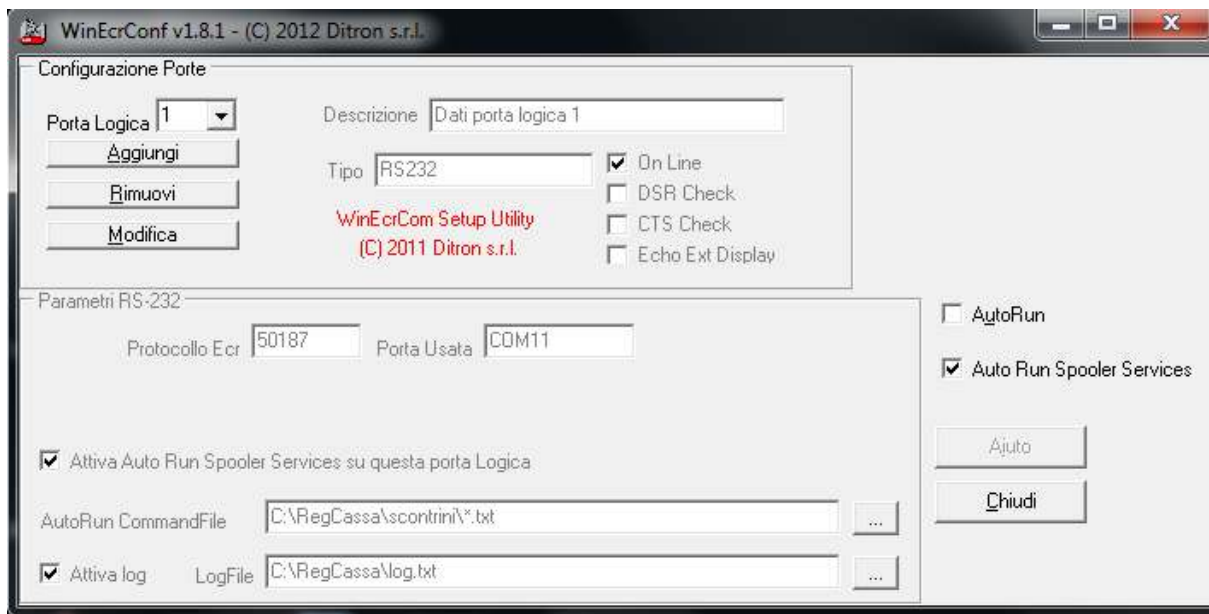 WinEcrConf v1.8.1 - (C) 2012 Ditron s.r.l.
Configurazione Porte
Porta Logica 1
Descrizione Dati porta logica 1
Aggiungi
Tipo RS232
On Line
Rimuovi
DSR Check
WinEcrCom Setup Utility
CTS Check
Modifica
(C) 2011 Ditron s.r.l.
Echo Ext Display
Parametri RS-232
AutoRun
Protocollo Ecr 50187 Porta Usata COM11
Auto Run Spooler Services
Attiva Auto Run Spooler Services su questa porta Logica
Aiuto
Chiudi
AutoRun CommandFile C:\RegCassa\scontrini\*.txt ...
Attiva log LogFile C:\RegCassa\log.txt ...